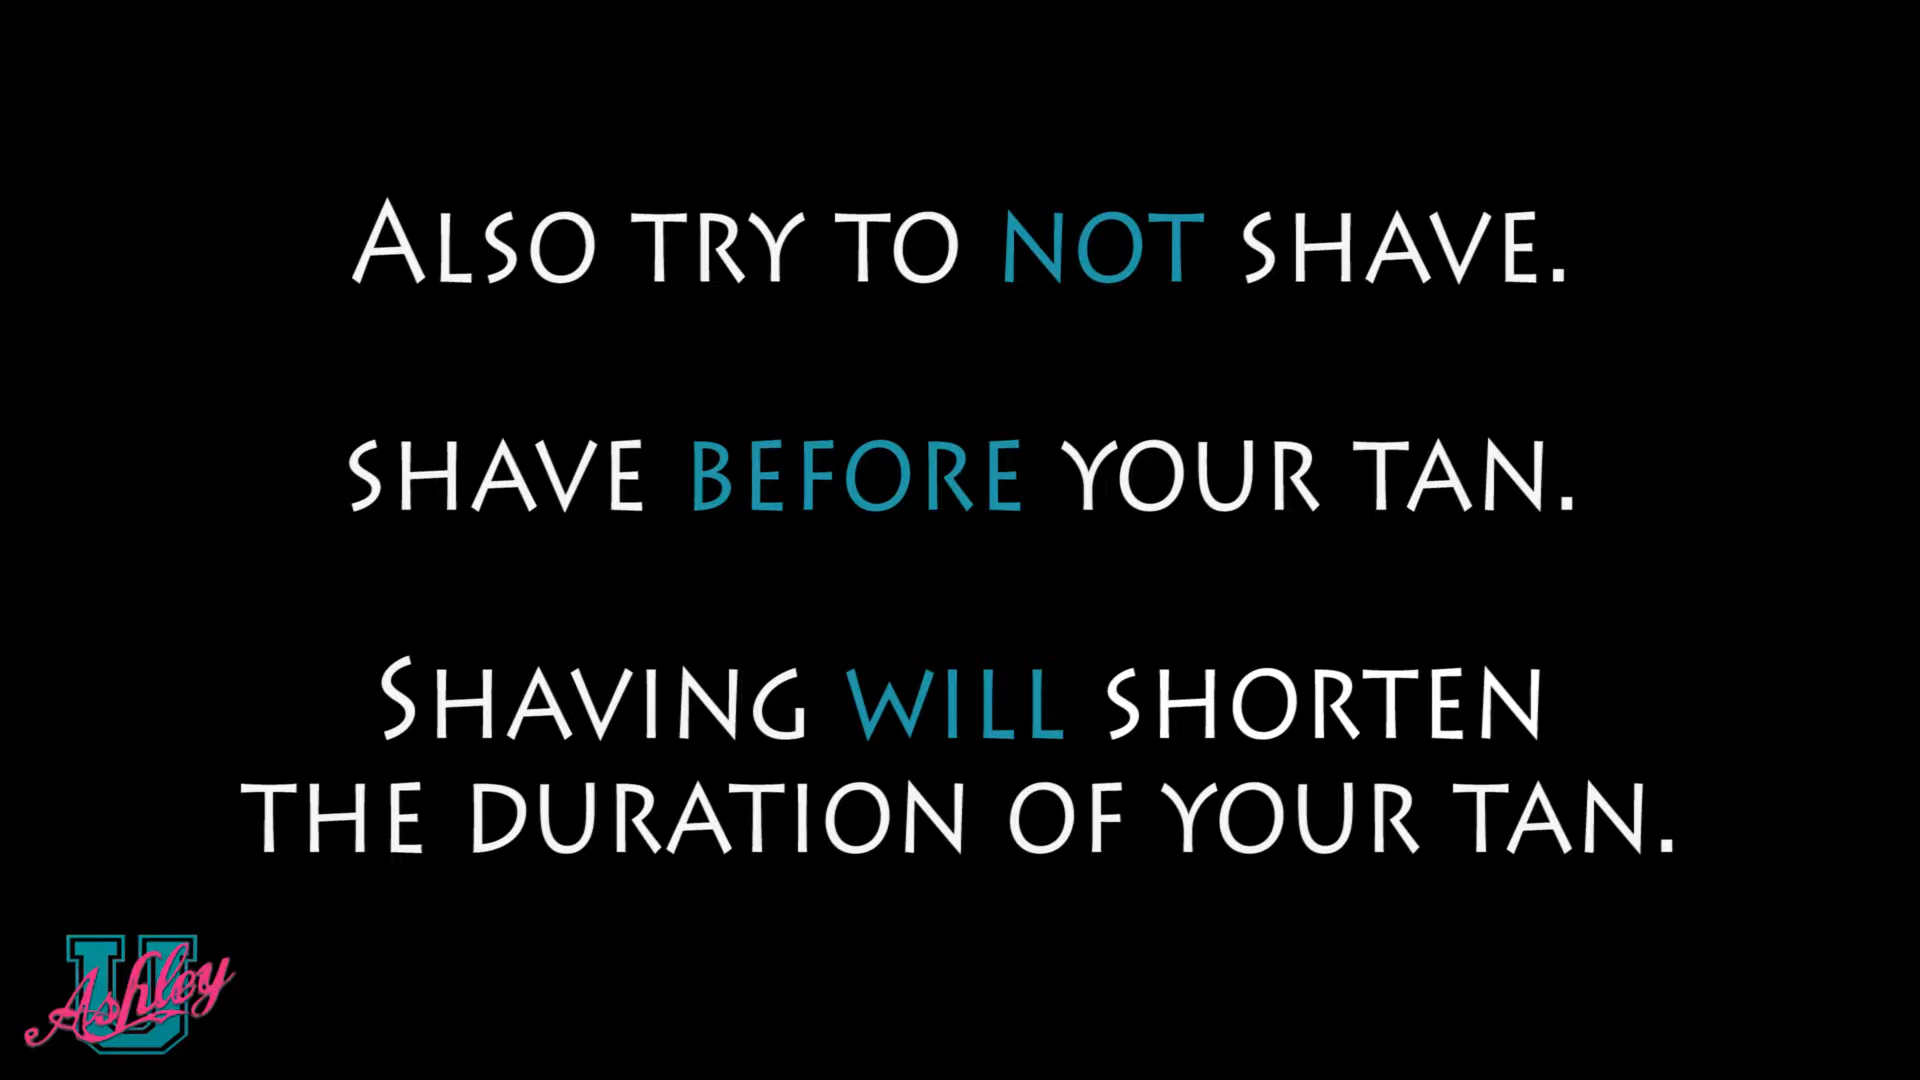 Also try to NOT shave.
shave BEFORE your tan.
Shaving WILL shorten
the duration of your tan.
U
Ashley